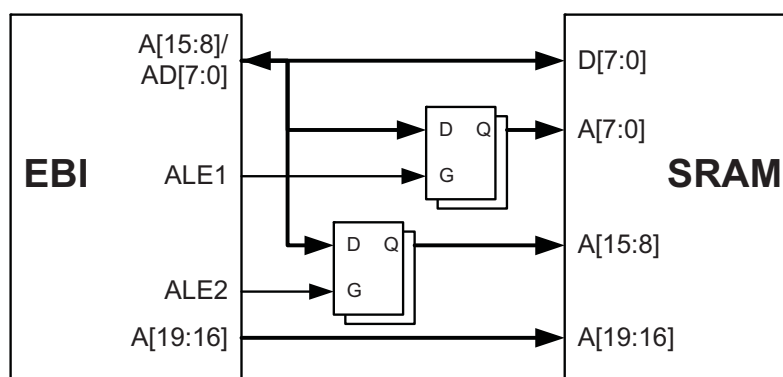 A[15:8]/
AD[7:0]
D[7:0]
D Q
A[7:0]
EBI
ALE1
G
SRAM
D Q
A[15:8]
ALE2
G
A[19:16]
A[19:16]